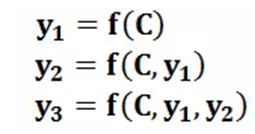 y₁ = f(C)
y₂ = f(C, y₁)
y₃ = f(C, y₁, y₂)